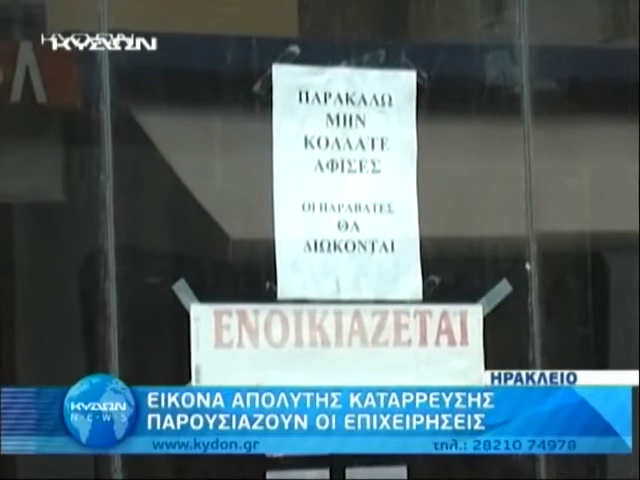 ΚΥΔΩΝ
ΠΑΡΑΚΑΛΩ
ΜΗΝ
ΚΟΛΛΑΤΕ
ΑΦΙΣΕΣ
ΟΙ ΠΑΡΑΒΑΤΕΣ
ΘΑ
ΔΙΩΚΟΝΤΑΙ
ΕΝΟΙΚΙΑΖΕΤΑΙ
ΗΡΑΚΛΕΙΟ
ΚΥΔΩΝ
NEWS
ΕΙΚΟΝΑ ΑΠΟΛΥΤΗΣ ΚΑΤΑΡΡΕΥΣΗΣ
ΠΑΡΟΥΣΙΑΖΟΥΝ ΟΙ ΕΠΙΧΕΙΡΗΣΕΙΣ
www.kydon.gr
τηλ.: 28210 74978